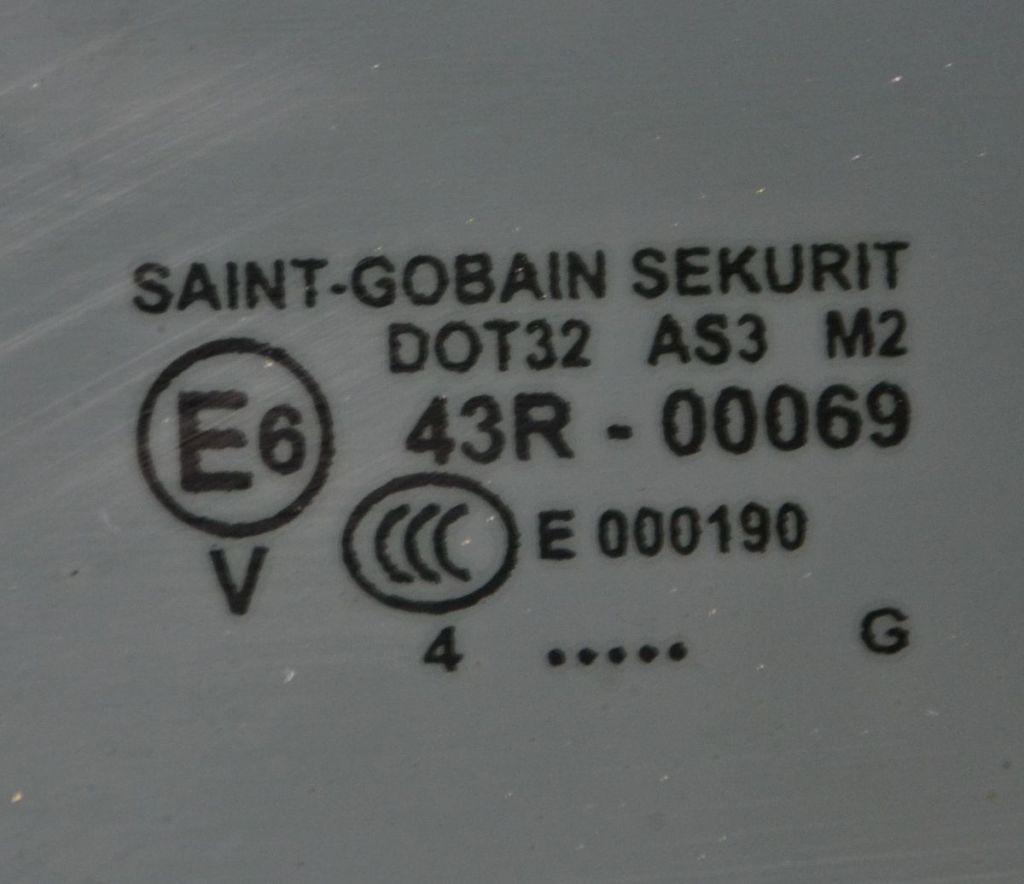 SAINT-GOBAIN SEKURIT
DOT32 AS3 M2
E6 43R - 00069
V
CCC E 000190
4 ..... G